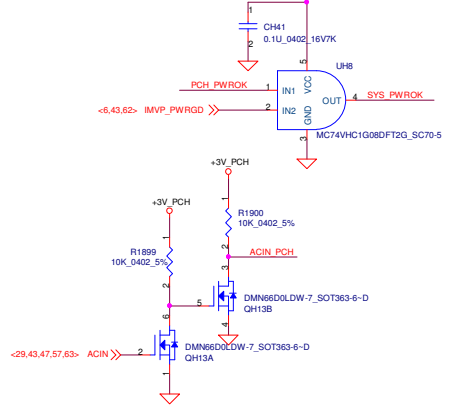 1
CH41
0.1U_0402_16V7K
2
5
UH8
PCH_PWROK
1
IN1
VCC
OUT
4
SYS_PWROK
<6,43,62>
IMVP_PWRGD
2
IN2
GND
MC74VHC1G08DFT2G_SC70-5
3
+3V_PCH
1
+3V_PCH
R1900
10K_0402_5%
1
2
R1899
10K_0402_5%
ACIN_PCH
2
3
5
DMN66D0LDW-7_SOT363-6~D
QH13B
6
4
<29,43,47,57,63>
ACIN
2
DMN66D0LDW-7_SOT363-6~D
QH13A
1